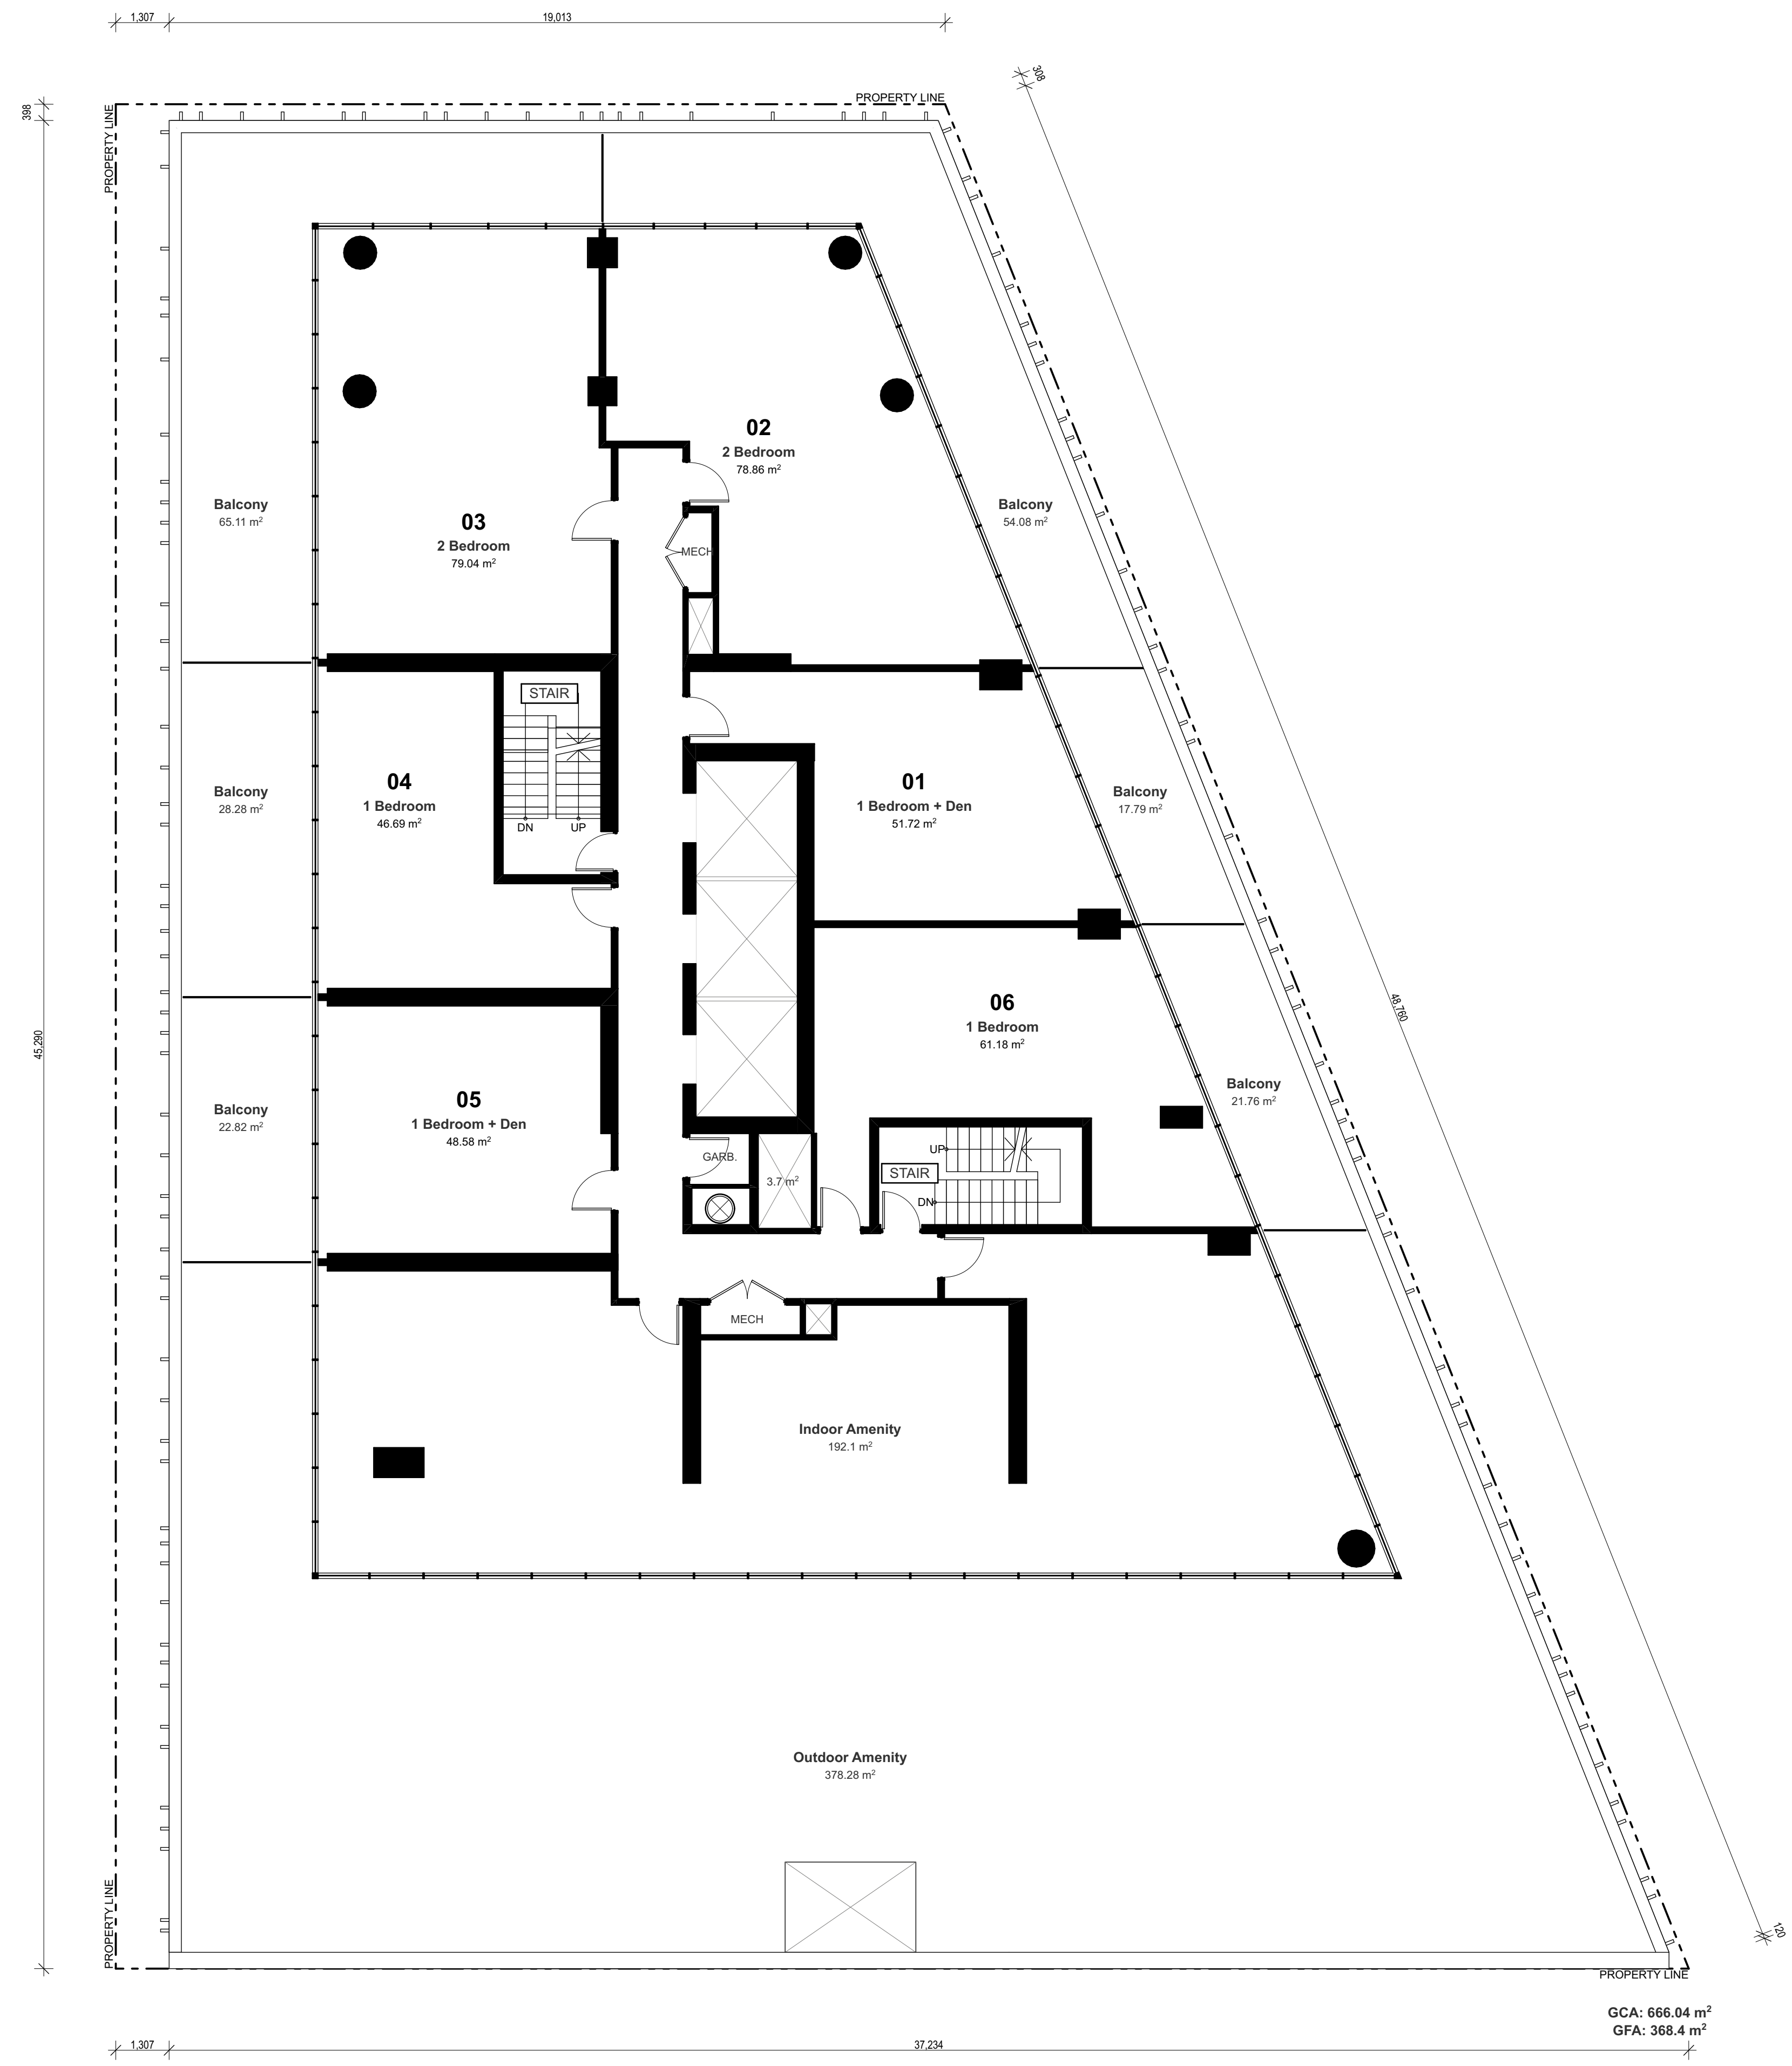 1,307
19,013
308
398
PROPERTY LINE
PROPERTY LINE
02
2 Bedroom
78.86 m²
Balcony
65.11 m²
03
2 Bedroom
79.04 m²
MECH
Balcony
54.08 m²
STAIR
DN
UP
04
1 Bedroom
46.69 m²
Balcony
28.28 m²
01
1 Bedroom + Den
51.72 m²
Balcony
17.79 m²
45,290
48,760
06
1 Bedroom
61.18 m²
Balcony
21.76 m²
Balcony
22.82 m²
05
1 Bedroom + Den
48.58 m²
GARB.
3.7 m²
UP
STAIR
DN
MECH
Indoor Amenity
192.1 m²
Outdoor Amenity
378.28 m²
PROPERTY LINE
120
PROPERTY LINE
GCA: 666.04 m²
GFA: 368.4 m²
1,307
37,234